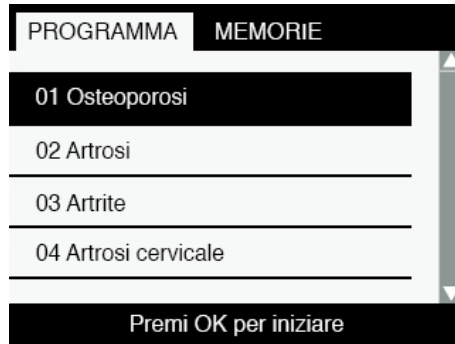 PROGRAMMA MEMORIE
01 Osteoporosi
02 Artrosi
03 Artrite
04 Artrosi cervicale
Premi OK per iniziare